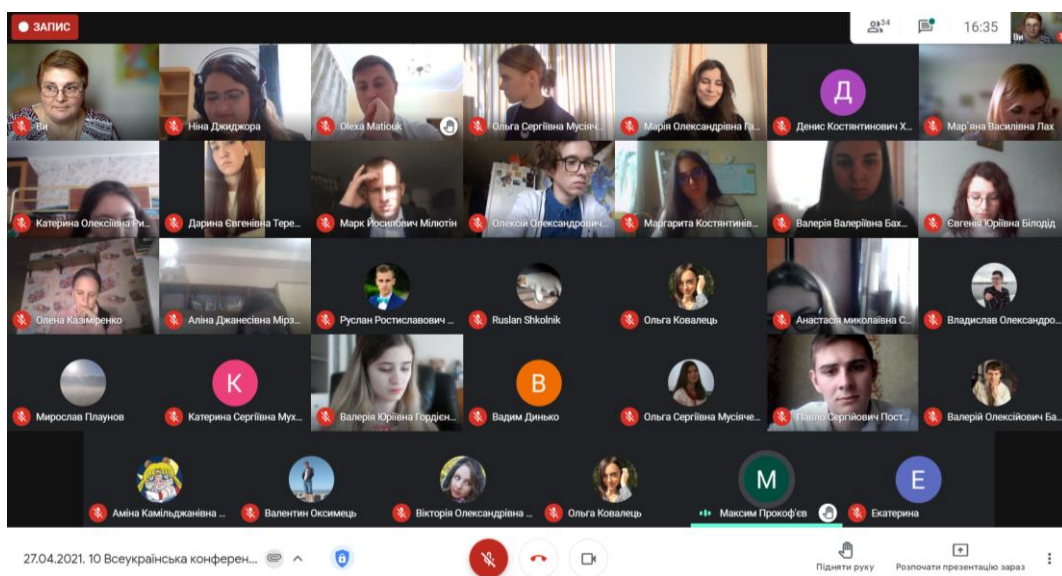 ЗАПИС
34
16:35
Ви
Ви
Ніна Джиджора
Olexa Matiouk
Ольга Сергіївна Мусіяч...
Марія Олександрівна Га...
Д
Денис Костянтинович Х...
Мар`яна Василівна Лах
Катерина Олексіївна Ри...
Дарина Євгенівна Тере...
Марк Йосипович Мілютін
Олексій Олександрович...
Маргарита Костянтинів...
Валерія Валеріївна Бах...
Євгенія Юріївна Білодід
Олена Казіміренко
Аліна Джанесівна Мірз...
Руслан Ростиславович ...
Ruslan Shkolnik
Ольга Ковалець
Анастасія миколаївна С...
Владислав Олександро...
Мирослав Плаунов
К
Катерина Сергіївна Мух...
Валерія Юріївна Гордієн...
В
Вадим Динько
Ольга Сергіївна Мусіяче...
Павло Сергійович Пост...
Валерій Олексійович Ба...
Аміна Камільджанівна ...
Валентин Оксимець
Вікторія Олександрівна ...
Ольга Ковалець
М
Максим Прокоф'єв
Е
Екатерина
27.04.2021. 10 Всеукраїнська конферен...
Підняти руку
Розпочати презентацію зараз